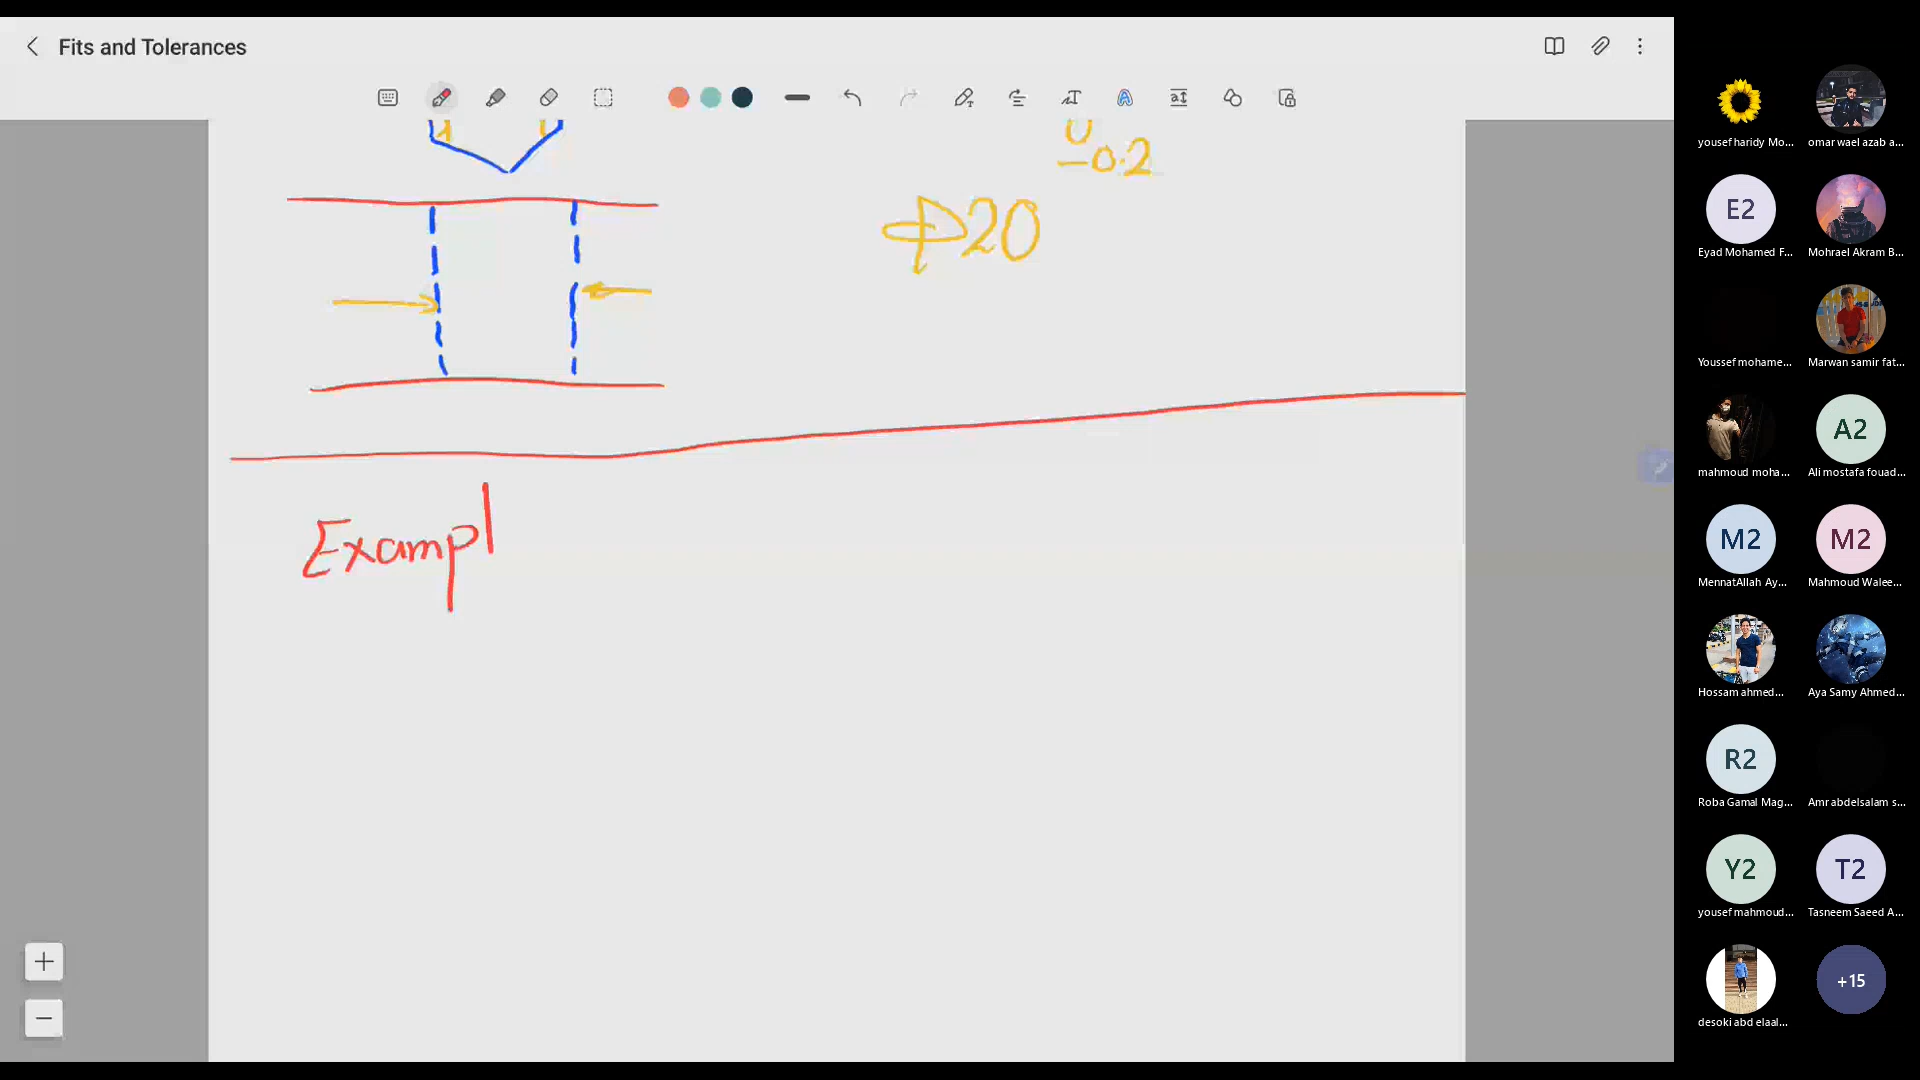 Fits and Tolerances
0
-0.2
Φ20
Exampl
yousef haridy Mo...
omar wael azab a...
E2
Eyad Mohamed F...
Mohrael Akram B...
Youssef mohame...
Marwan samir fat...
mahmoud moha...
A2
Ali mostafa fouad...
M2
MennatAllah Ay...
M2
Mahmoud Walee...
Hossam ahmed...
Aya Samy Ahmed...
R2
Roba Gamal Mag...
Amr abdelsalam s...
Y2
yousef mahmoud...
T2
Tasneem Saeed A...
desoki abd elaal...
+15